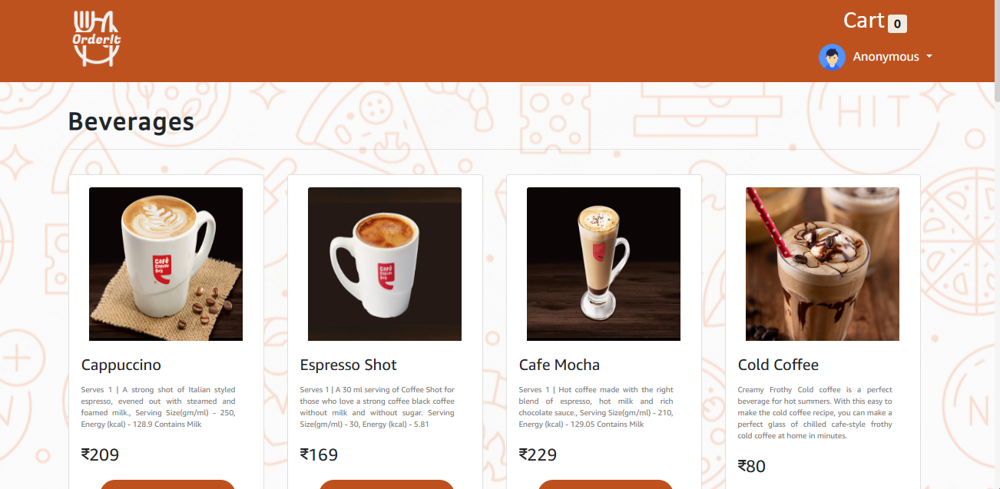 OrderIt
Cart 0
Anonymous
HIT
Beverages
Café
Coffee
Day
Café
Coffee
Day
Cappuccino
Serves 1 | A strong shot of Italian styled
espresso, evened out with steamed and
foamed milk., Serving Size(gm/ml) - 250,
Energy (kcal) - 128.9 Contains Milk
₹209
Espresso Shot
Serves 1 | A 30 ml serving of Coffee Shot for
those who love a strong coffee black coffee
without milk and without sugar. Serving
Size(gm/ml) - 30, Energy (kcal) - 5.81
₹169
Cafe Mocha
Serves 1 | Hot coffee made with the right
blend of espresso, hot milk and rich
chocolate sauce., Serving Size(gm/ml) - 210,
Energy (kcal) - 129.05 Contains Milk
₹229
Cold Coffee
Creamy Frothy Cold coffee is a perfect
beverage for hot summers. With this easy to
make the cold coffee recipe, you can make a
perfect glass of chilled cafe-style frothy
cold coffee at home in minutes.
₹80